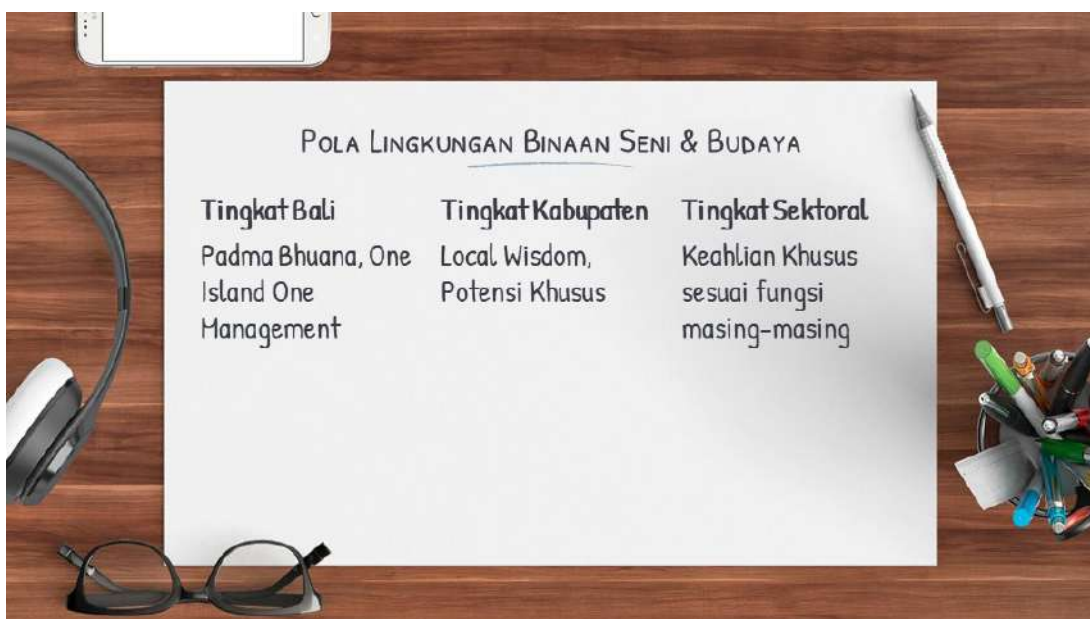 POLA LINGKUNGAN BINAAN SENI & BUDAYA
Tingkat Bali
Padma Bhuana, One
Island One
Management
Tingkat Kabupaten
Local Wisdom,
Potensi Khusus
Tingkat Sektoral
Keahlian Khusus
sesuai fungsi
masing-masing